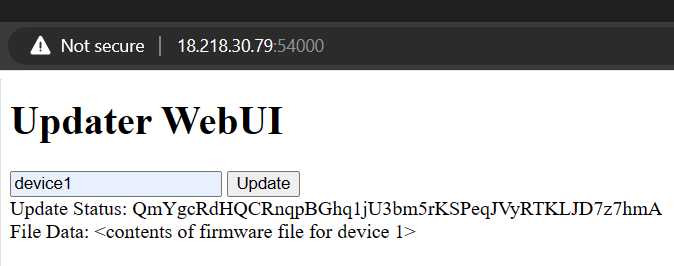 Not secure | 18.218.30.79:54000
Updater WebUI
device1 Update
Update Status: QmYgcRdHQCRnqpBGhq1jU3bm5rKSPeqJVyRTKLJD7z7hmA
File Data: <contents of firmware file for device 1>